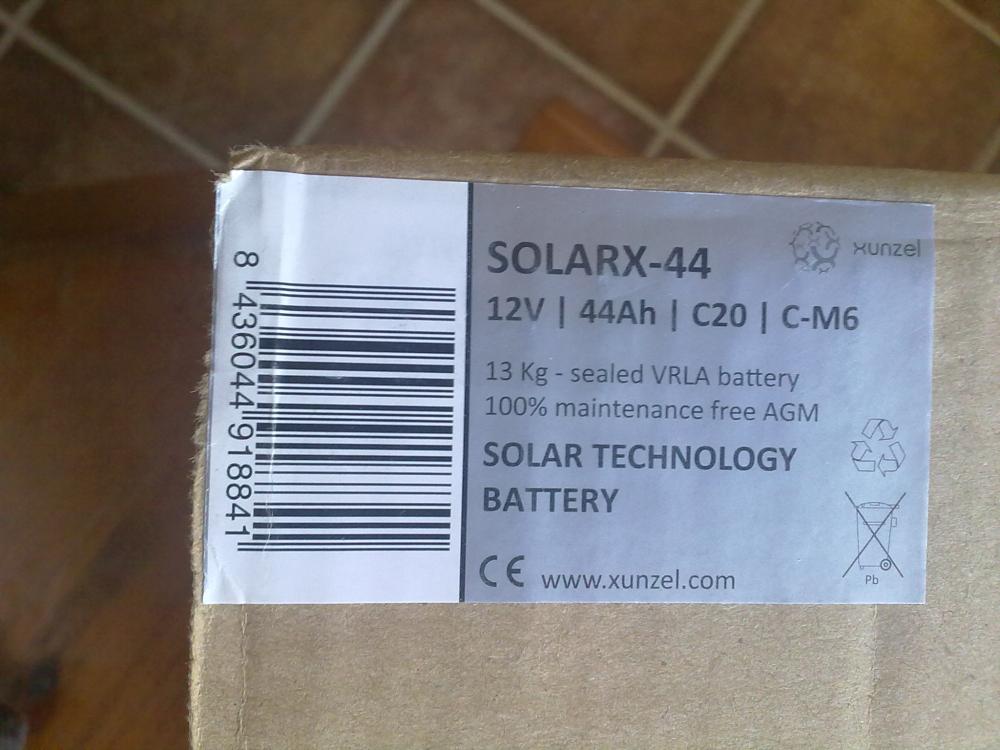 8 436044 918841
xunzel
SOLARX-44
12V | 44Ah | C20 | C-M6
13 Kg - sealed VRLA battery
100% maintenance free AGM
SOLAR TECHNOLOGY
BATTERY
CE www.xunzel.com
Pb